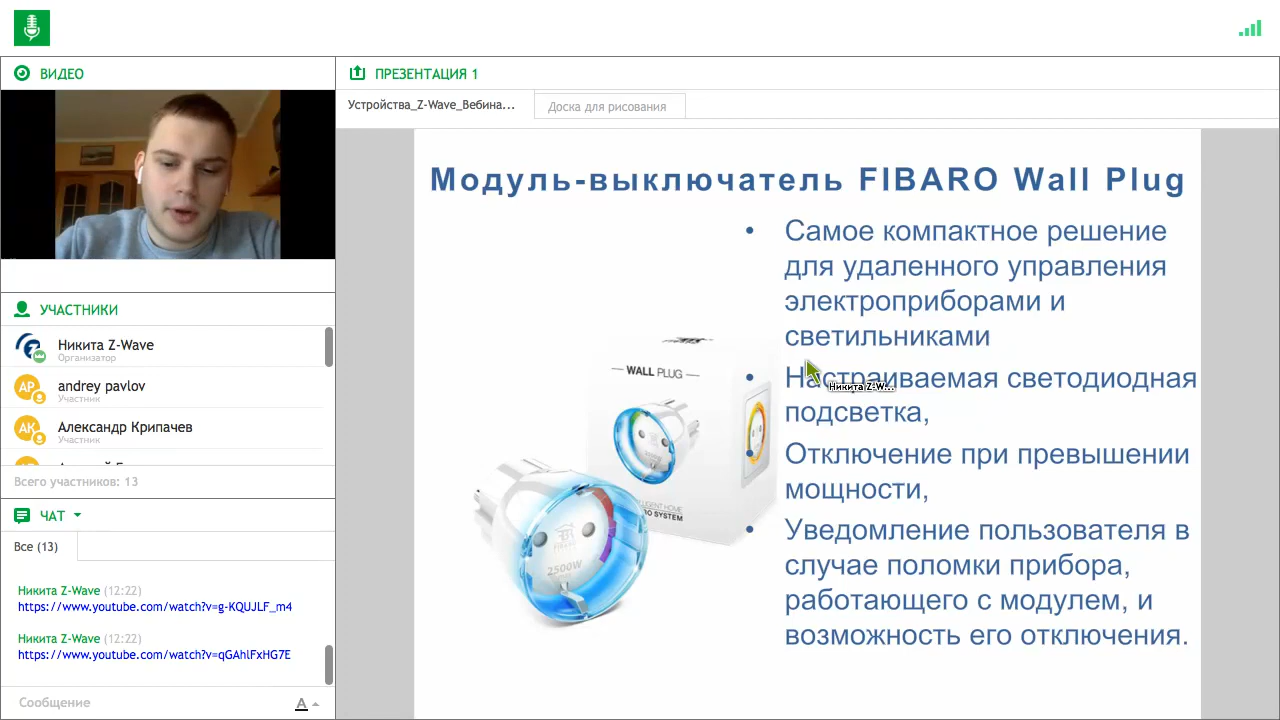 ВИДЕО
УЧАСТНИКИ
Никита Z-Wave
Организатор
AP
andrey pavlov
Участник
АК
Александр Крипачев
Участник
Всего участников: 13
ЧАТ
Все (13)
Никита Z-Wave (12:22)
https://www.youtube.com/watch?v=g-KQUJLF_m4
Никита Z-Wave (12:22)
https://www.youtube.com/watch?v=qGAhlFxHG7E
Сообщение
A
ПРЕЗЕНТАЦИЯ 1
Устройства_Z-Wave_Вебина...
Доска для рисования
Модуль-выключатель FIBARO Wall Plug
• Самое компактное решение
для удаленного управления
электроприборами и
светильниками
• Настраиваемая светодиодная
подсветка,
• Отключение при превышении
мощности,
• Уведомление пользователя в
случае поломки прибора,
работающего с модулем, и
возможность его отключения.
Никита Z-W...
WALL PLUG
FIBARO
2500W